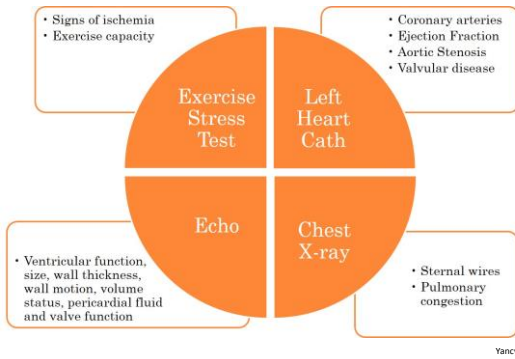 • Signs of ischemia
• Exercise capacity
• Coronary arteries
• Ejection Fraction
• Aortic Stenosis
• Valvular disease
Exercise
Stress
Test
Left
Heart
Cath
Echo
Chest
X-ray
• Ventricular function,
size, wall thickness,
wall motion, volume
status, pericardial fluid
and valve function
• Sternal wires
• Pulmonary
congestion